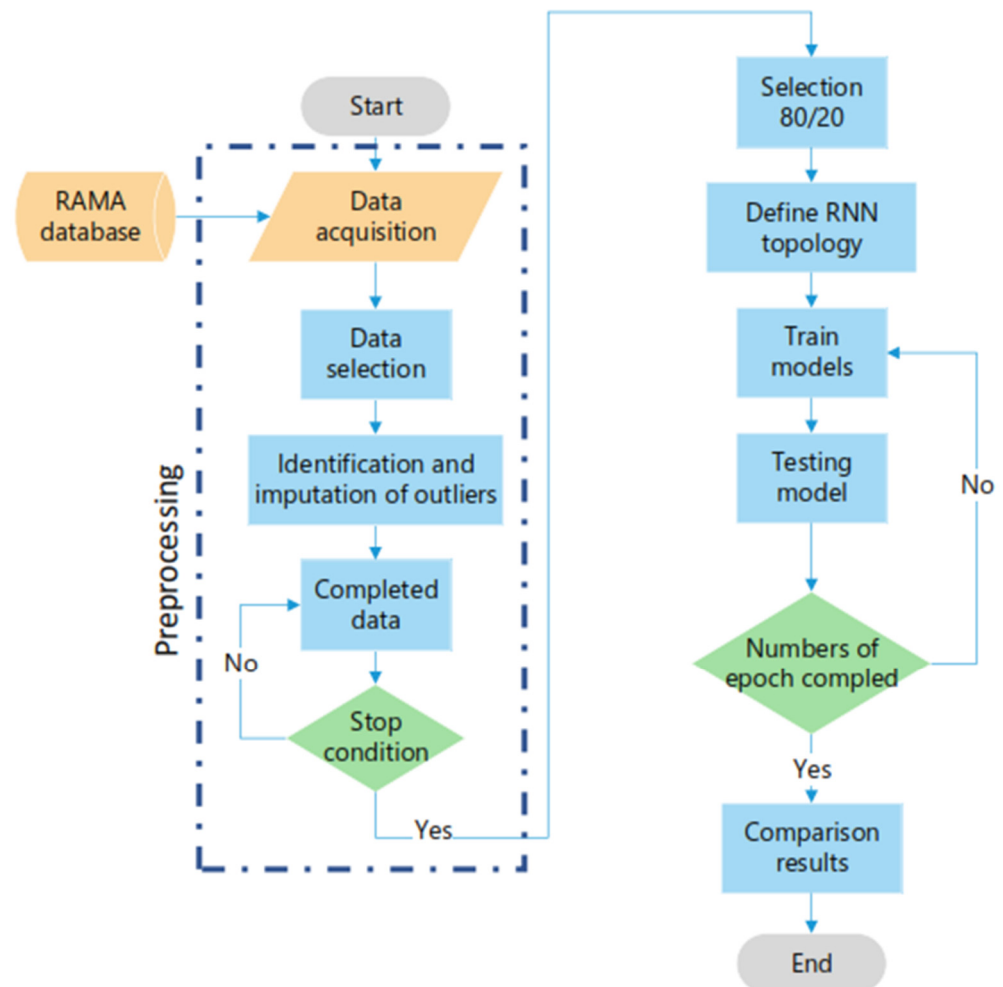 Start
RAMA
database
Data
acquisition
Data
selection
Identification and
imputation of outliers
Completed
data
No
Stop
condition
Yes
Preprocessing
Selection
80/20
Define RNN
topology
Train
models
Testing
model
No
Numbers of
epoch compled
Yes
Comparison
results
End